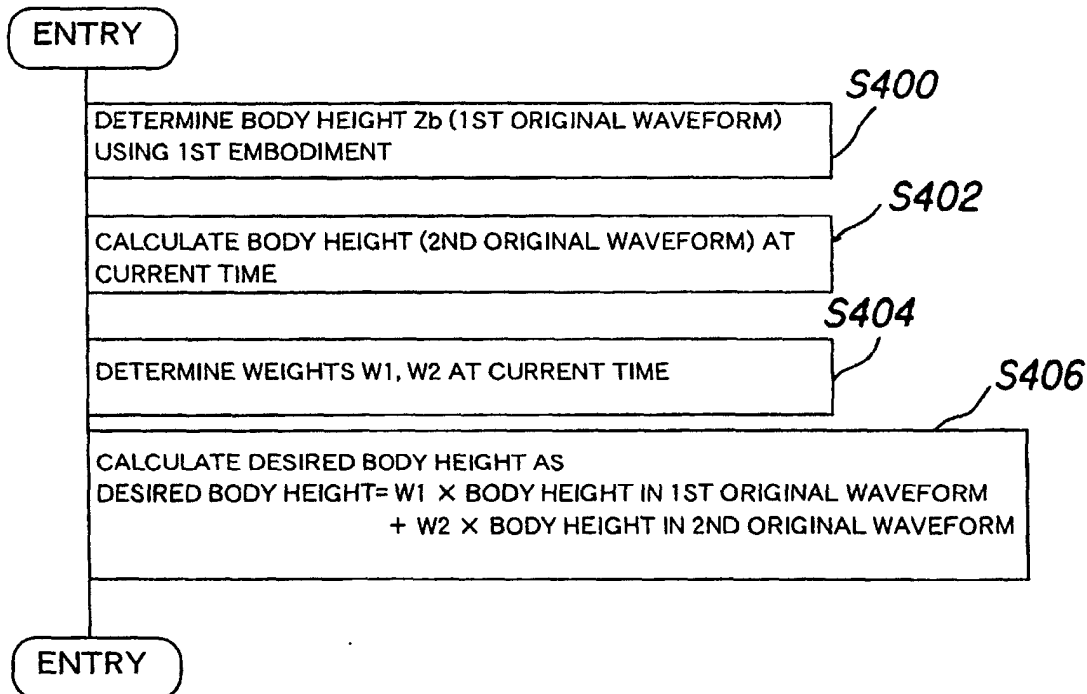 ENTRY
S400
DETERMINE BODY HEIGHT Zb (1ST ORIGINAL WAVEFORM)
USING 1ST EMBODIMENT
S402
CALCULATE BODY HEIGHT (2ND ORIGINAL WAVEFORM) AT
CURRENT TIME
S404
DETERMINE WEIGHTS W1, W2 AT CURRENT TIME
S406
CALCULATE DESIRED BODY HEIGHT AS
DESIRED BODY HEIGHT= W1 × BODY HEIGHT IN 1ST ORIGINAL WAVEFORM
+ W2 × BODY HEIGHT IN 2ND ORIGINAL WAVEFORM
ENTRY